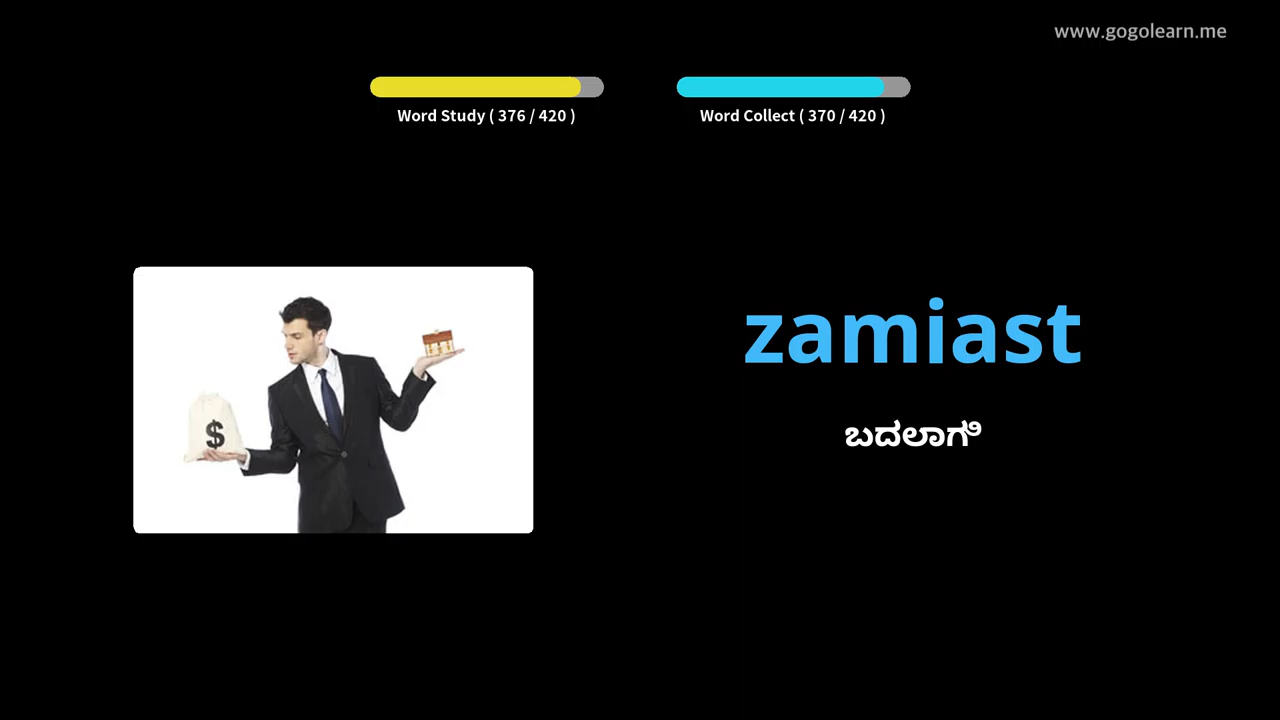 www.gogolearn.me
Word Study ( 376 / 420 )
Word Collect ( 370 / 420 )
zamiast
ಬದಲಾಗಿ
$